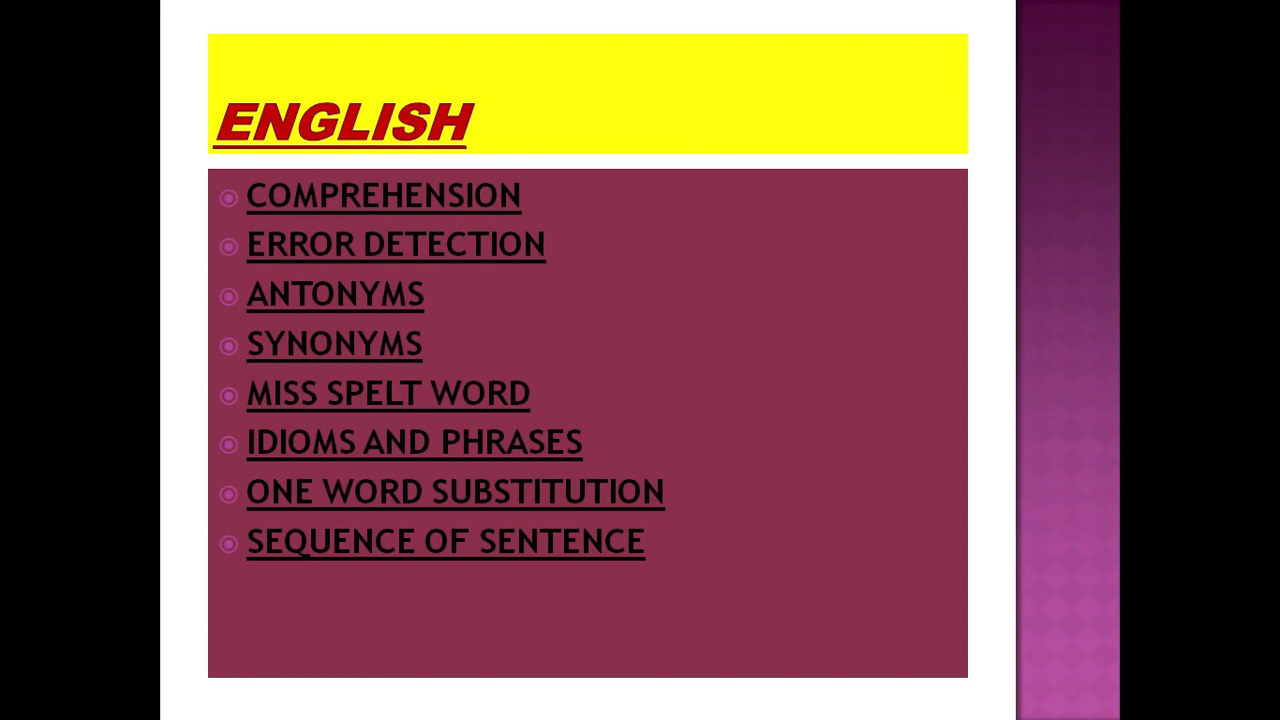 ENGLISH
COMPREHENSION
ERROR DETECTION
ANTONYMS
SYNONYMS
MISS SPELT WORD
IDIOMS AND PHRASES
ONE WORD SUBSTITUTION
SEQUENCE OF SENTENCE